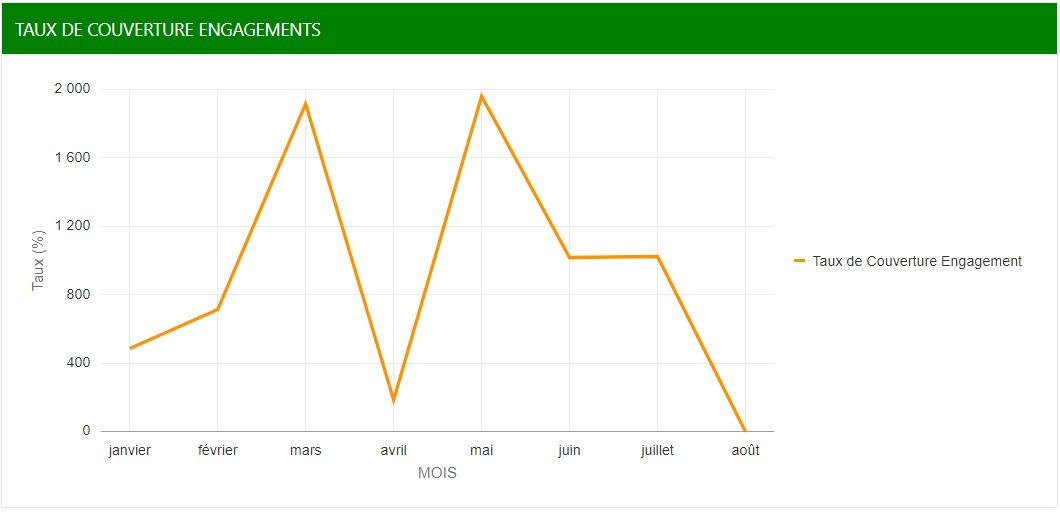 TAUX DE COUVERTURE ENGAGEMENTS
2 000
1 600
1 200
800
400
0
Taux (%)
janvier février mars avril mai juin juillet août
MOIS
Taux de Couverture Engagement